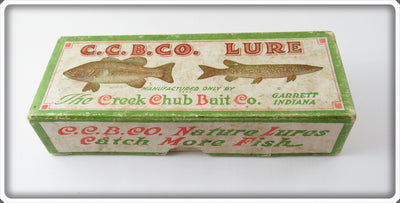 C.C.B.CO. LURE
MANUFACTURED ONLY BY
The Creek Chub Bait Co.
GARRETT
INDIANA
C.C.B.CO. Nature Lures
Catch More Fish